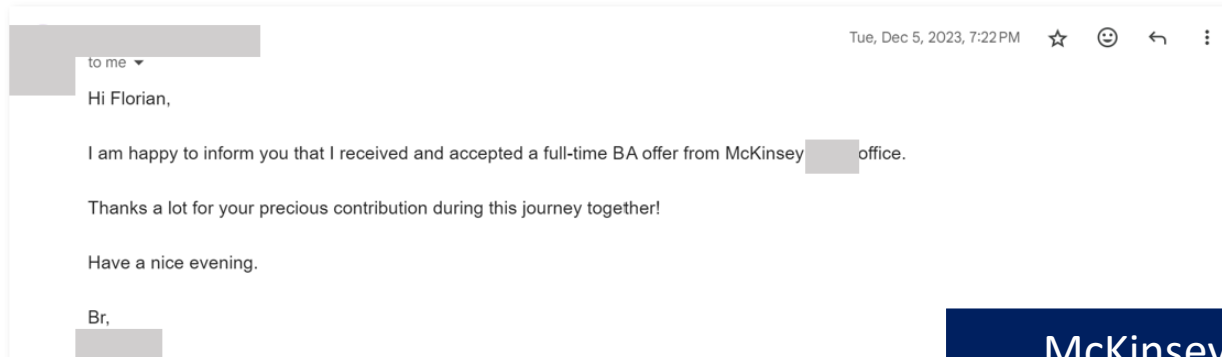 Tue, Dec 5, 2023, 7:22 PM
to me
Hi Florian,
I am happy to inform you that I received and accepted a full-time BA offer from McKinsey office.
Thanks a lot for your precious contribution during this journey together!
Have a nice evening.
Br,
McKinsey